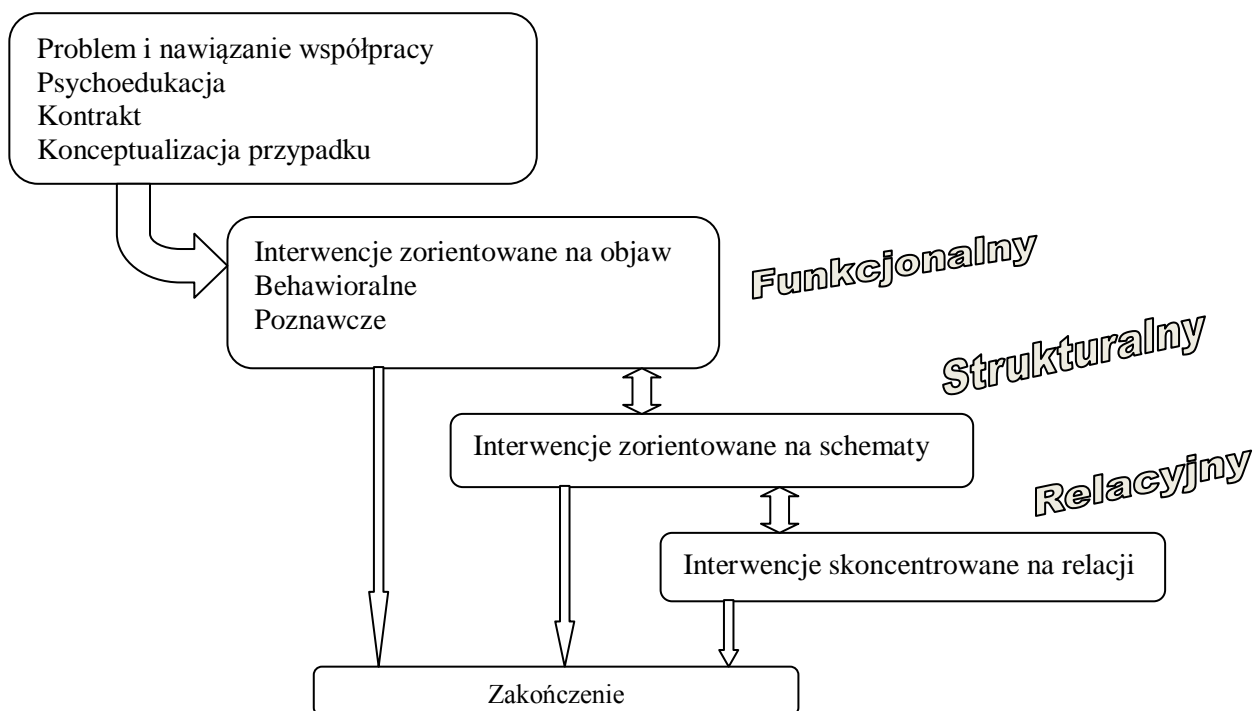 Problem i nawiązanie współpracy
Psychoedukacja
Kontrakt
Konceptualizacja przypadku
Interwencje zorientowane na objaw
Behawioralne
Poznawcze
Funkcjonalny
Strukturalny
Interwencje zorientowane na schematy
Relacyjny
Interwencje skoncentrowane na relacji
Zakończenie